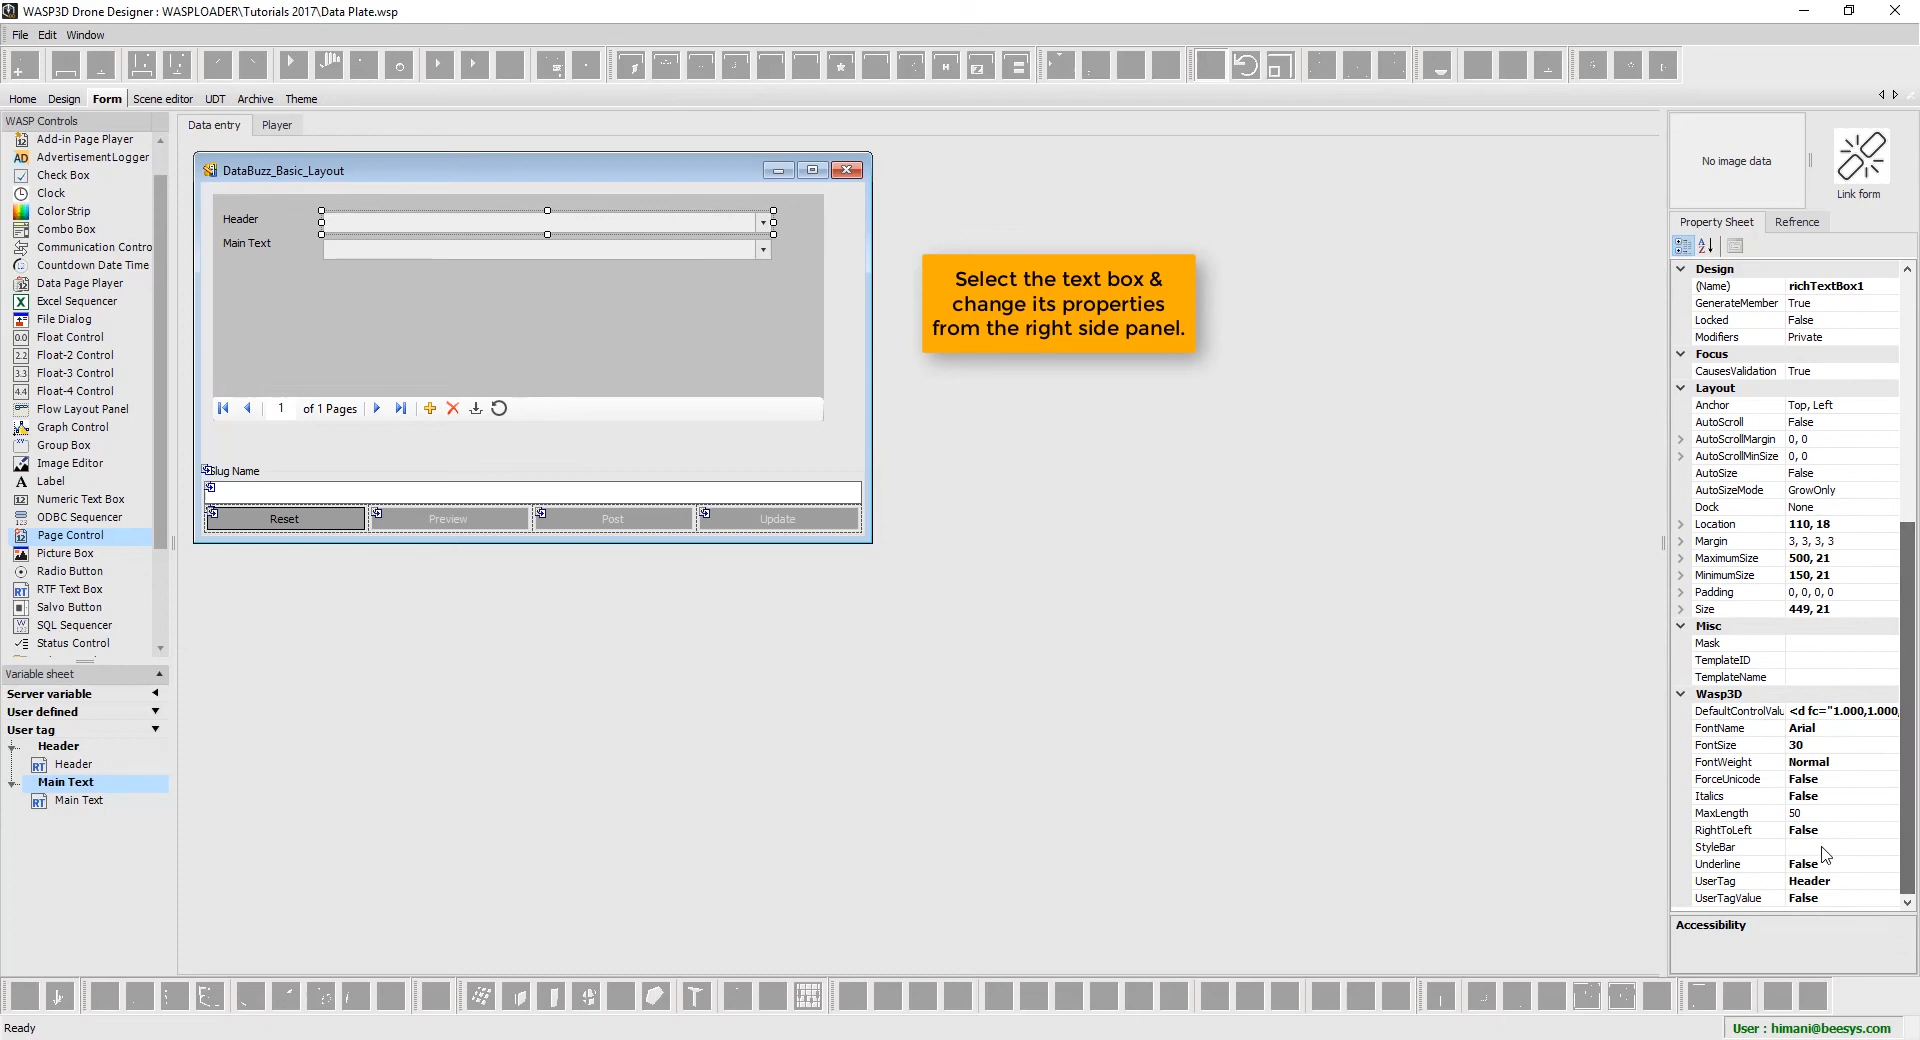 WASP3D Drone Designer : WASPLOADER\Tutorials 2017\Data Plate.wsp
File Edit Window
Home Design Form Scene editor UDT Archive Theme
WASP Controls
Add-in Page Player
AdvertisementLogger
Check Box
Clock
Color Strip
Combo Box
Communication Contro
Countdown Date Time
Data Page Player
Excel Sequencer
File Dialog
Float Control
Float-2 Control
Float-3 Control
Float-4 Control
Flow Layout Panel
Graph Control
Group Box
Image Editor
Label
Numeric Text Box
ODBC Sequencer
Page Control
Picture Box
Radio Button
RTF Text Box
Salvo Button
SQL Sequencer
Status Control
Variable sheet
Server variable
User defined
User tag
Header
Header
Main Text
Main Text
Data entry Player
DataBuzz_Basic_Layout
Header
Main Text
1 of 1 Pages
Slug Name
Reset Preview Post Update
Select the text box &
change its properties
from the right side panel.
No image data
Link form
Property Sheet Refrence
Design
(Name) richTextBox1
GenerateMember True
Locked False
Modifiers Private
Focus
CausesValidation True
Layout
Anchor Top, Left
AutoScroll False
AutoScrollMargin 0, 0
AutoScrollMinSize 0, 0
AutoSize False
AutoSizeMode GrowOnly
Dock None
Location 110, 18
Margin 3, 3, 3, 3
MaximumSize 500, 21
MinimumSize 150, 21
Padding 0, 0, 0, 0
Size 449, 21
Misc
Mask
TemplateID
TemplateName
Wasp3D
DefaultControlValu <d fc="1.000,1.000,
FontName Arial
FontSize 30
FontWeight Normal
ForceUnicode False
Italics False
MaxLength 50
RightToLeft False
StyleBar
Underline False
UserTag Header
UserTagValue False
Accessibility
Ready
User : himani@beesys.com